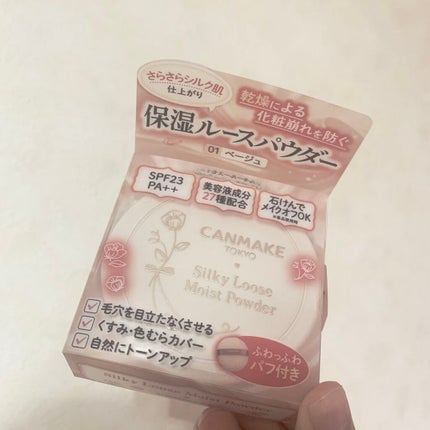 さらさらシルク肌
仕上がり
乾燥による
化粧崩れを防ぐ
保湿ルースパウダー
01 ベージュ
SPF23
PA++
美容液成分
27種配合
石けんで
メイクオフOK
CANMAKE
TOKYO
Silky Loose
Moist Powder
毛穴を目立たなくさせる
くすみ・色むらカバー
自然にトーンアップ
ふわっふわ
パフ付き
Silky Loose Moist Powder